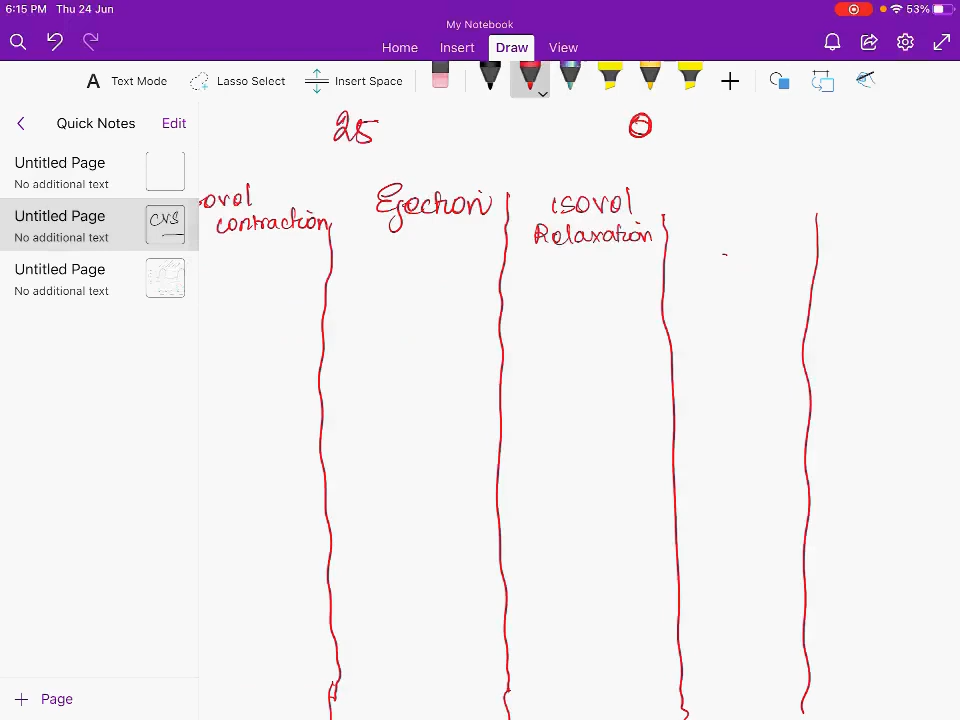 6:15 PM Thu 24 Jun
53%
My Notebook
Home Insert Draw View
Text Mode Lasso Select Insert Space
Quick Notes Edit
Untitled Page
No additional text
Untitled Page
No additional text
CVS
Untitled Page
No additional text
Page
25
ovol contraction
Ejection
isovol Relaxation